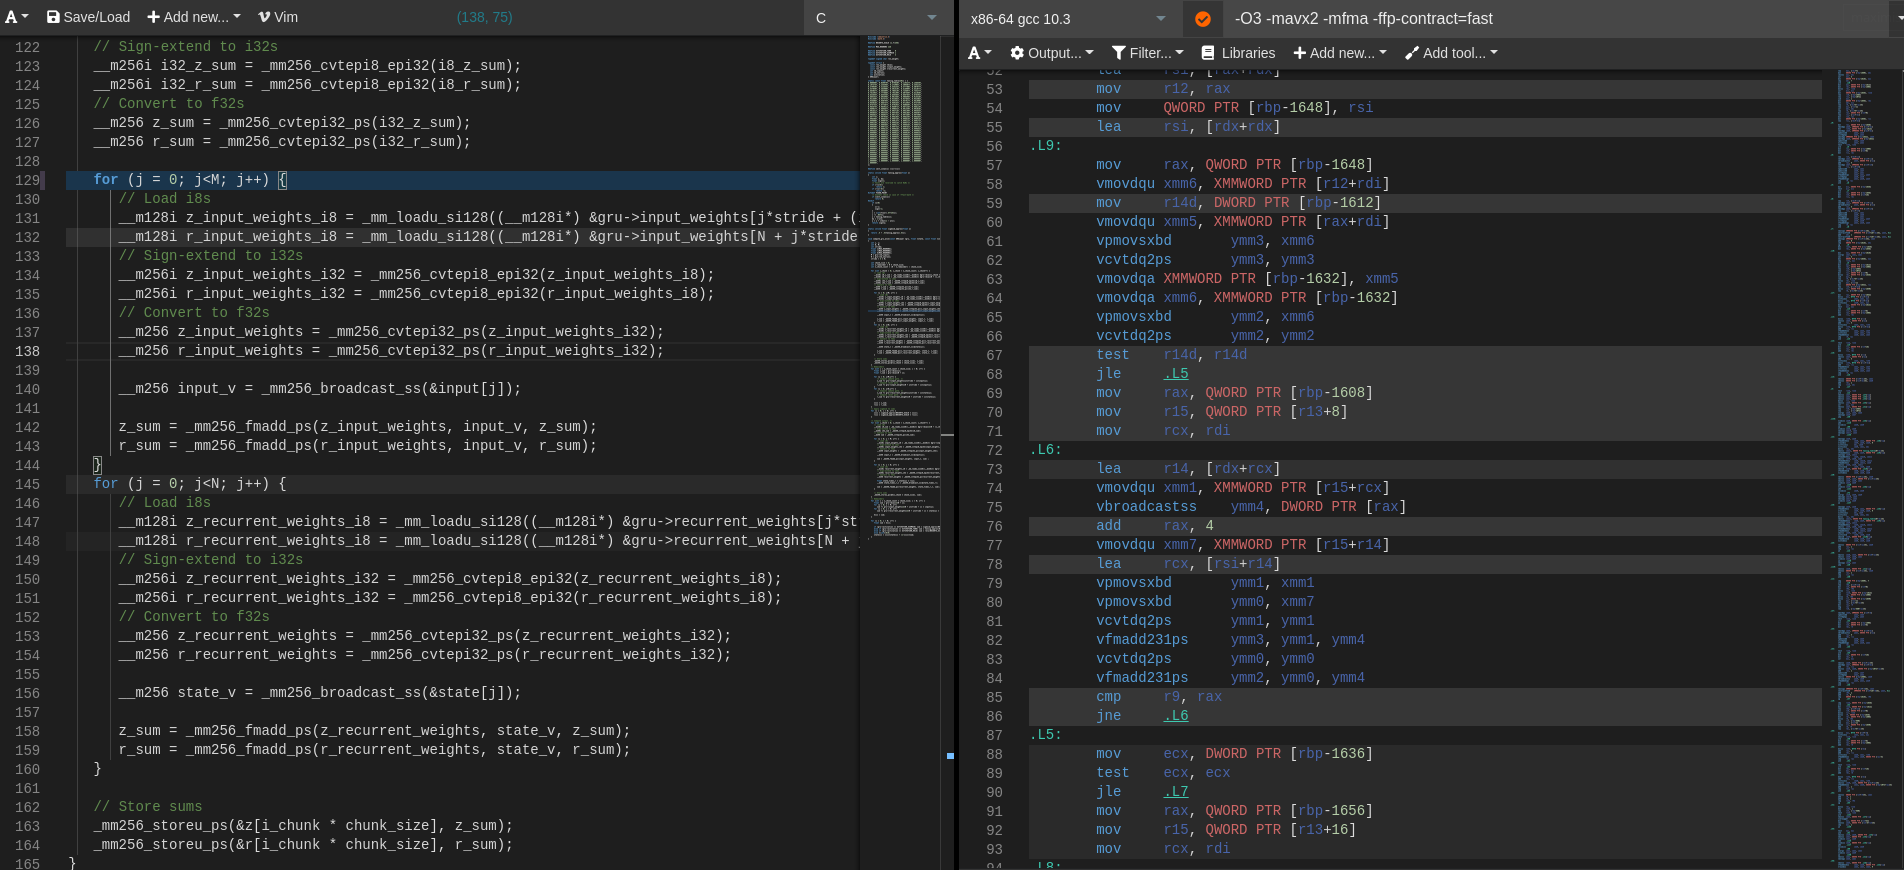 A Save/Load + Add new... Vim (138, 75) C
122 // Sign-extend to i32s
123 __m256i i32_z_sum = _mm256_cvtepi8_epi32(i8_z_sum);
124 __m256i i32_r_sum = _mm256_cvtepi8_epi32(i8_r_sum);
125 // Convert to f32s
126 __m256 z_sum = _mm256_cvtepi32_ps(i32_z_sum);
127 __m256 r_sum = _mm256_cvtepi32_ps(i32_r_sum);
128
129 for (j = 0; j<M; j++) {
130 // Load i8s
131 __m128i z_input_weights_i8 = _mm_loadu_si128((__m128i*) &gru->input_weights[j*stride + (
132 __m128i r_input_weights_i8 = _mm_loadu_si128((__m128i*) &gru->input_weights[N + j*stride
133 // Sign-extend to i32s
134 __m256i z_input_weights_i32 = _mm256_cvtepi8_epi32(z_input_weights_i8);
135 __m256i r_input_weights_i32 = _mm256_cvtepi8_epi32(r_input_weights_i8);
136 // Convert to f32s
137 __m256 z_input_weights = _mm256_cvtepi32_ps(z_input_weights_i32);
138 __m256 r_input_weights = _mm256_cvtepi32_ps(r_input_weights_i32);
139
140 __m256 input_v = _mm256_broadcast_ss(&input[j]);
141
142 z_sum = _mm256_fmadd_ps(z_input_weights, input_v, z_sum);
143 r_sum = _mm256_fmadd_ps(r_input_weights, input_v, r_sum);
144 }
145 for (j = 0; j<N; j++) {
146 // Load i8s
147 __m128i z_recurrent_weights_i8 = _mm_loadu_si128((__m128i*) &gru->recurrent_weights[j*st
148 __m128i r_recurrent_weights_i8 = _mm_loadu_si128((__m128i*) &gru->recurrent_weights[N +
149 // Sign-extend to i32s
150 __m256i z_recurrent_weights_i32 = _mm256_cvtepi8_epi32(z_recurrent_weights_i8);
151 __m256i r_recurrent_weights_i32 = _mm256_cvtepi8_epi32(r_recurrent_weights_i8);
152 // Convert to f32s
153 __m256 z_recurrent_weights = _mm256_cvtepi32_ps(z_recurrent_weights_i32);
154 __m256 r_recurrent_weights = _mm256_cvtepi32_ps(r_recurrent_weights_i32);
155
156 __m256 state_v = _mm256_broadcast_ss(&state[j]);
157
158 z_sum = _mm256_fmadd_ps(z_recurrent_weights, state_v, z_sum);
159 r_sum = _mm256_fmadd_ps(r_recurrent_weights, state_v, r_sum);
160 }
161
162 // Store sums
163 _mm256_storeu_ps(&z[i_chunk * chunk_size], z_sum);
164 _mm256_storeu_ps(&r[i_chunk * chunk_size], r_sum);
165 }
x86-64 gcc 10.3 -O3 -mavx2 -mfma -ffp-contract=fast
A Output... Filter... Libraries + Add new... Add tool...
52 lea rsi, [rax+rdx]
53 mov r12, rax
54 mov QWORD PTR [rbp-1648], rsi
55 lea rsi, [rdx+rdx]
56 .L9:
57 mov rax, QWORD PTR [rbp-1648]
58 vmovdqu xmm6, XMMWORD PTR [r12+rdi]
59 mov r14d, DWORD PTR [rbp-1612]
60 vmovdqu xmm5, XMMWORD PTR [rax+rdi]
61 vpmovsxbd ymm3, xmm6
62 vcvtdq2ps ymm3, ymm3
63 vmovdqa XMMWORD PTR [rbp-1632], xmm5
64 vmovdqa xmm6, XMMWORD PTR [rbp-1632]
65 vpmovsxbd ymm2, xmm6
66 vcvtdq2ps ymm2, ymm2
67 test r14d, r14d
68 jle .L5
69 mov rax, QWORD PTR [rbp-1608]
70 mov r15, QWORD PTR [r13+8]
71 mov rcx, rdi
72 .L6:
73 lea r14, [rdx+rcx]
74 vmovdqu xmm1, XMMWORD PTR [r15+rcx]
75 vbroadcastss ymm4, DWORD PTR [rax]
76 add rax, 4
77 vmovdqu xmm7, XMMWORD PTR [r15+r14]
78 lea rcx, [rsi+r14]
79 vpmovsxbd ymm1, xmm1
80 vpmovsxbd ymm0, xmm7
81 vcvtdq2ps ymm1, ymm1
82 vfmadd231ps ymm3, ymm1, ymm4
83 vcvtdq2ps ymm0, ymm0
84 vfmadd231ps ymm2, ymm0, ymm4
85 cmp r9, rax
86 jne .L6
87 .L5:
88 mov ecx, DWORD PTR [rbp-1636]
89 test ecx, ecx
90 jle .L7
91 mov rax, QWORD PTR [rbp-1656]
92 mov r15, QWORD PTR [r13+16]
93 mov rcx, rdi
94 .L8: